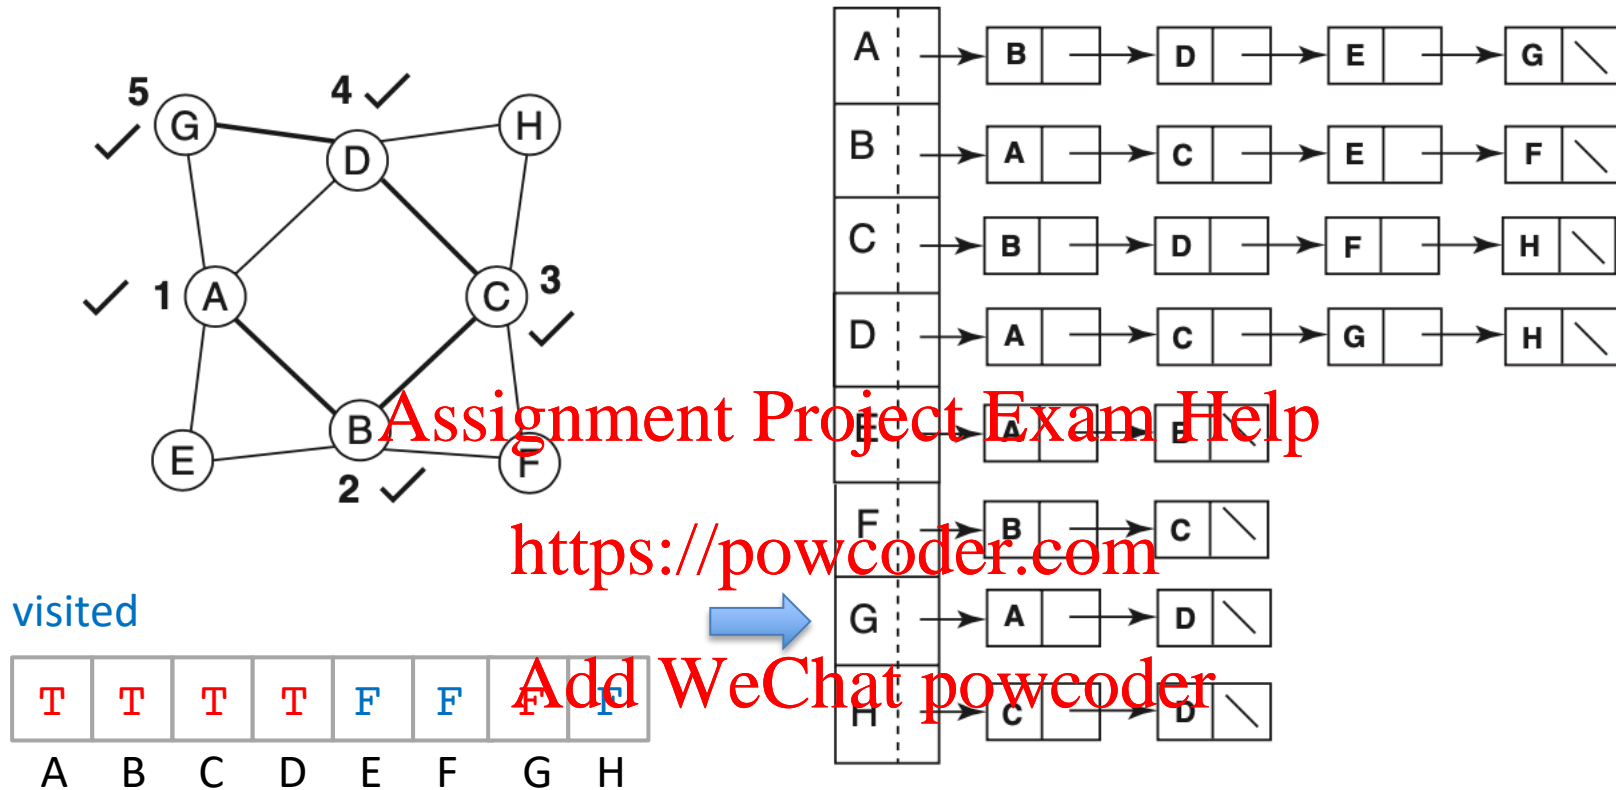 5
4
G
H
D
1
A
C
3
E
B
F
2
visited
T T T T F F F F
A B C D E F G H
A B D E G
B A C E F
C B D F H
D A C G H
E A B
F B C
G A D
H C D
Assignment Project Exam Help
https://powcoder.com
Add WeChat powcoder